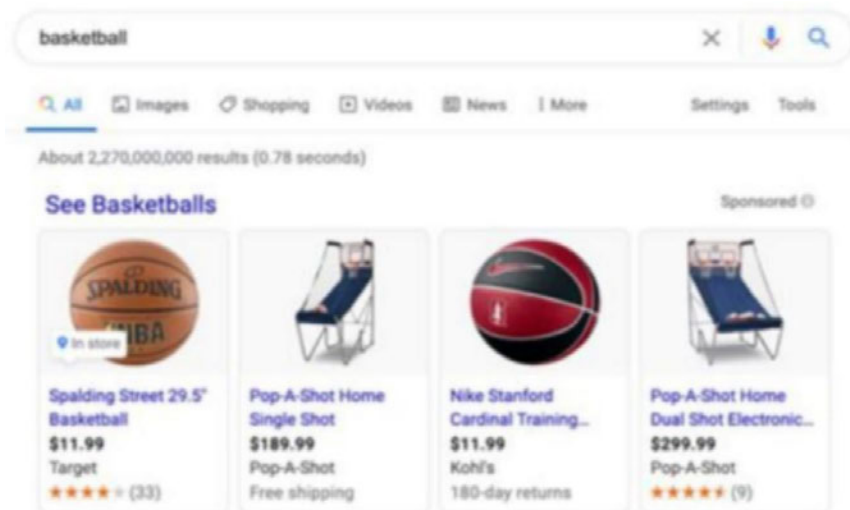 basketball
All Images Shopping Videos News More Settings Tools
About 2,270,000,000 results (0.78 seconds)
See Basketballs Sponsored
SPALDING
NBA
In store
Spalding Street 29.5"
Basketball
$11.99
Target
(33)
Pop-A-Shot Home
Single Shot
$189.99
Pop-A-Shot
Free shipping
Nike Stanford
Cardinal Training...
$11.99
Kohl's
180-day returns
Pop-A-Shot Home
Dual Shot Electronic...
$299.99
Pop-A-Shot
(9)